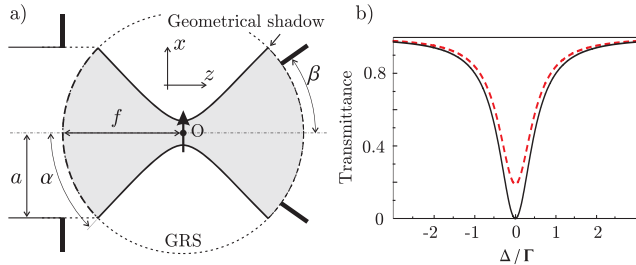 a)
Geometrical shadow
x
z
β
f
O
a
α
GRS
b)
Transmittance
0.8
0.4
0
-2
-1
0
1
2
Δ / Γ